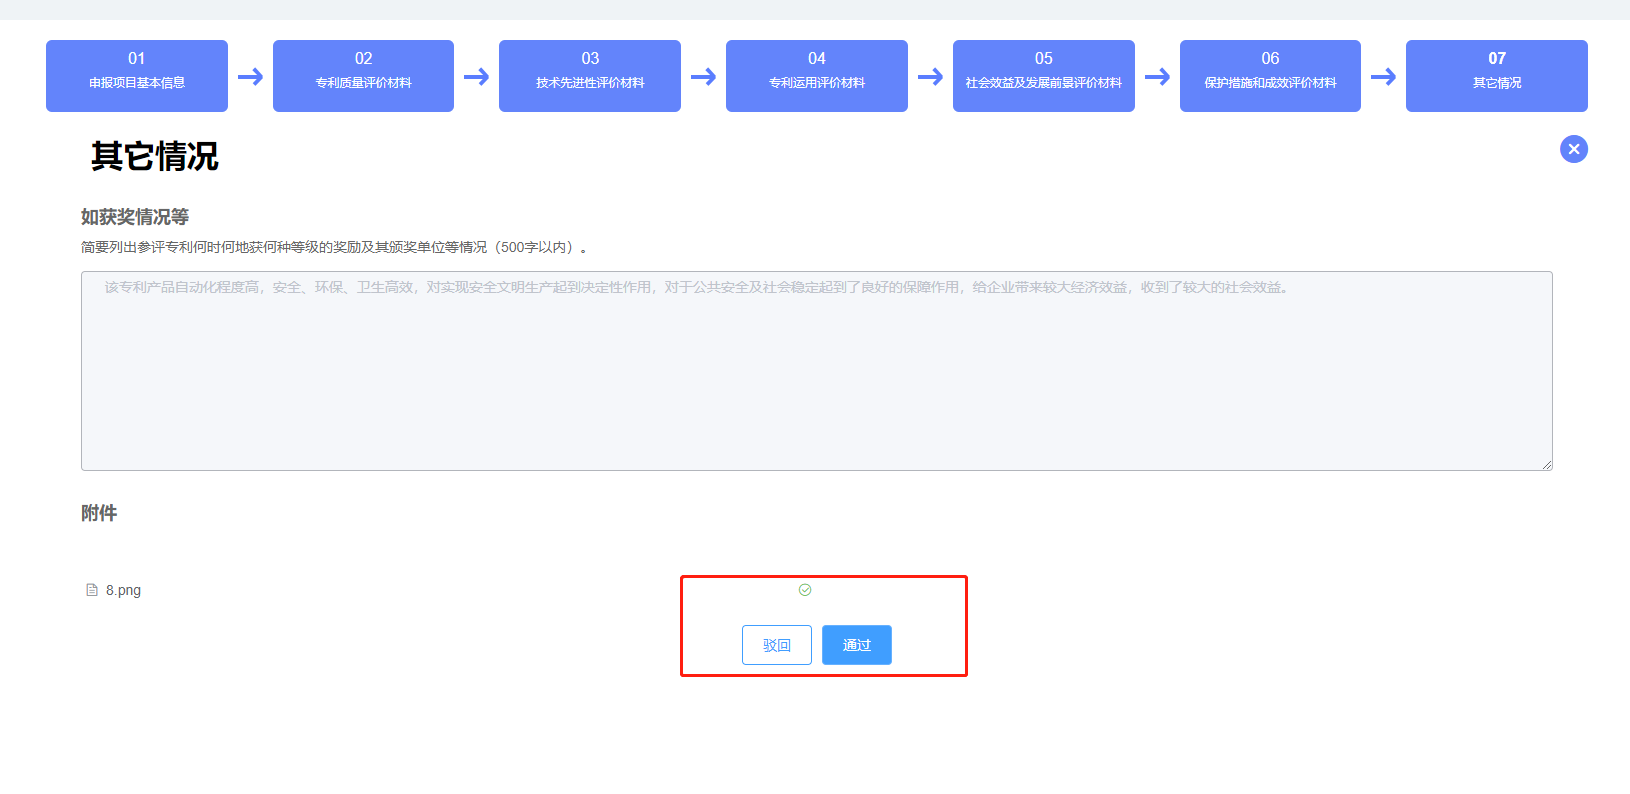 01
申报项目基本信息
02
专利质量评价材料
03
技术先进性评价材料
04
专利运用评价材料
05
社会效益及发展前景评价材料
06
保护措施和成效评价材料
07
其它情况
其它情况
如获奖情况等
简要列出参评专利何时何地获何种等级的奖励及其颁奖单位等情况（500字以内）。
该专利产品自动化程度高，安全、环保、卫生高效，对实现安全文明生产起到决定性作用，对于公共安全及社会稳定起到了良好的保障作用，给企业带来较大经济效益，收到了较大的社会效益。
附件
8.png
驳回
通过